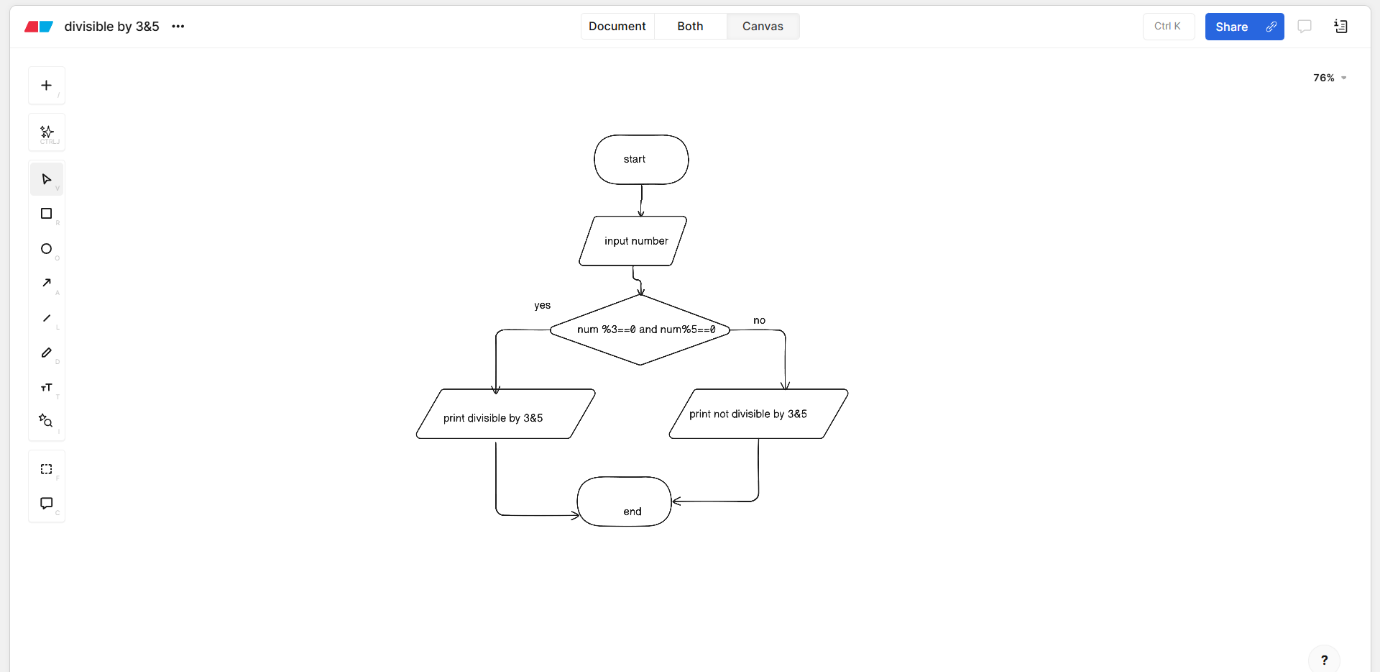 divisible by 3&5
Document
Both
Canvas
Ctrl K
Share
76%
/
CTRLJ
V
R
O
A
L
D
T
I
F
C
start
input number
yes
num %3==0 and num%5==0
no
print divisible by 3&5
print not divisible by 3&5
end
?